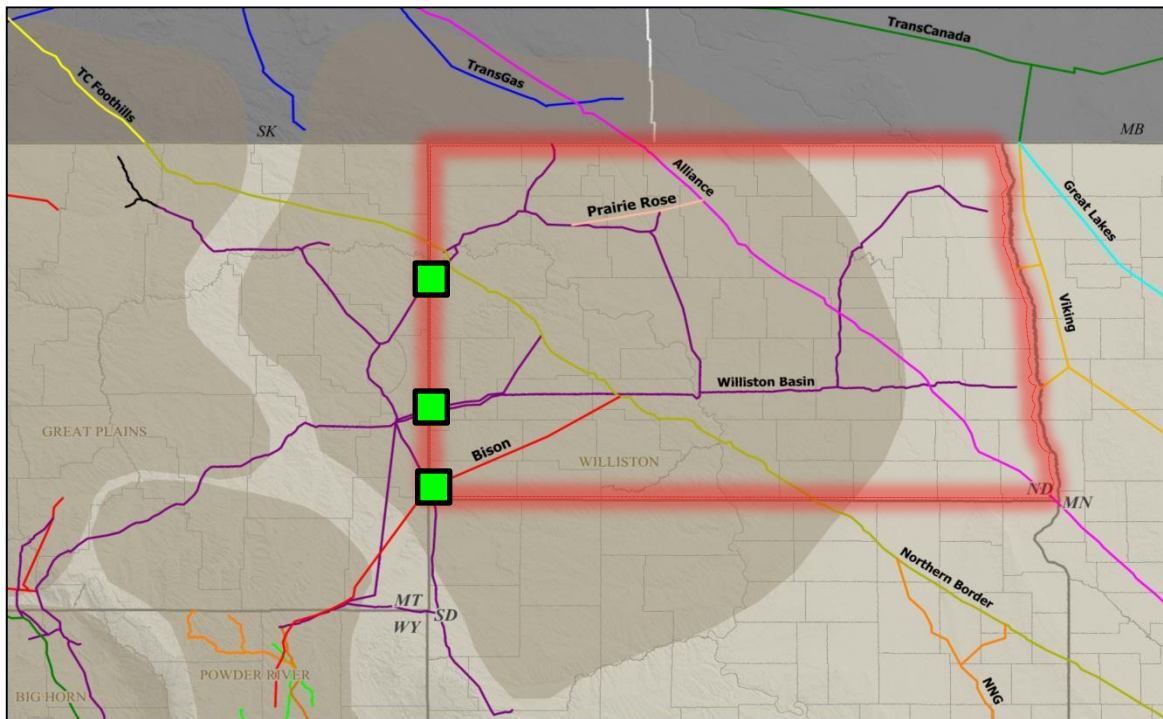 TransCanada
TC Foothills
TransGas
SK
MB
Alliance
Prairie Rose
Great Lakes
Viking
Williston Basin
GREAT PLAINS
Bison
WILLISTON
ND
MN
Northern Border
MT
SD
WY
POWDER RIVER
BIG HORN
NNG